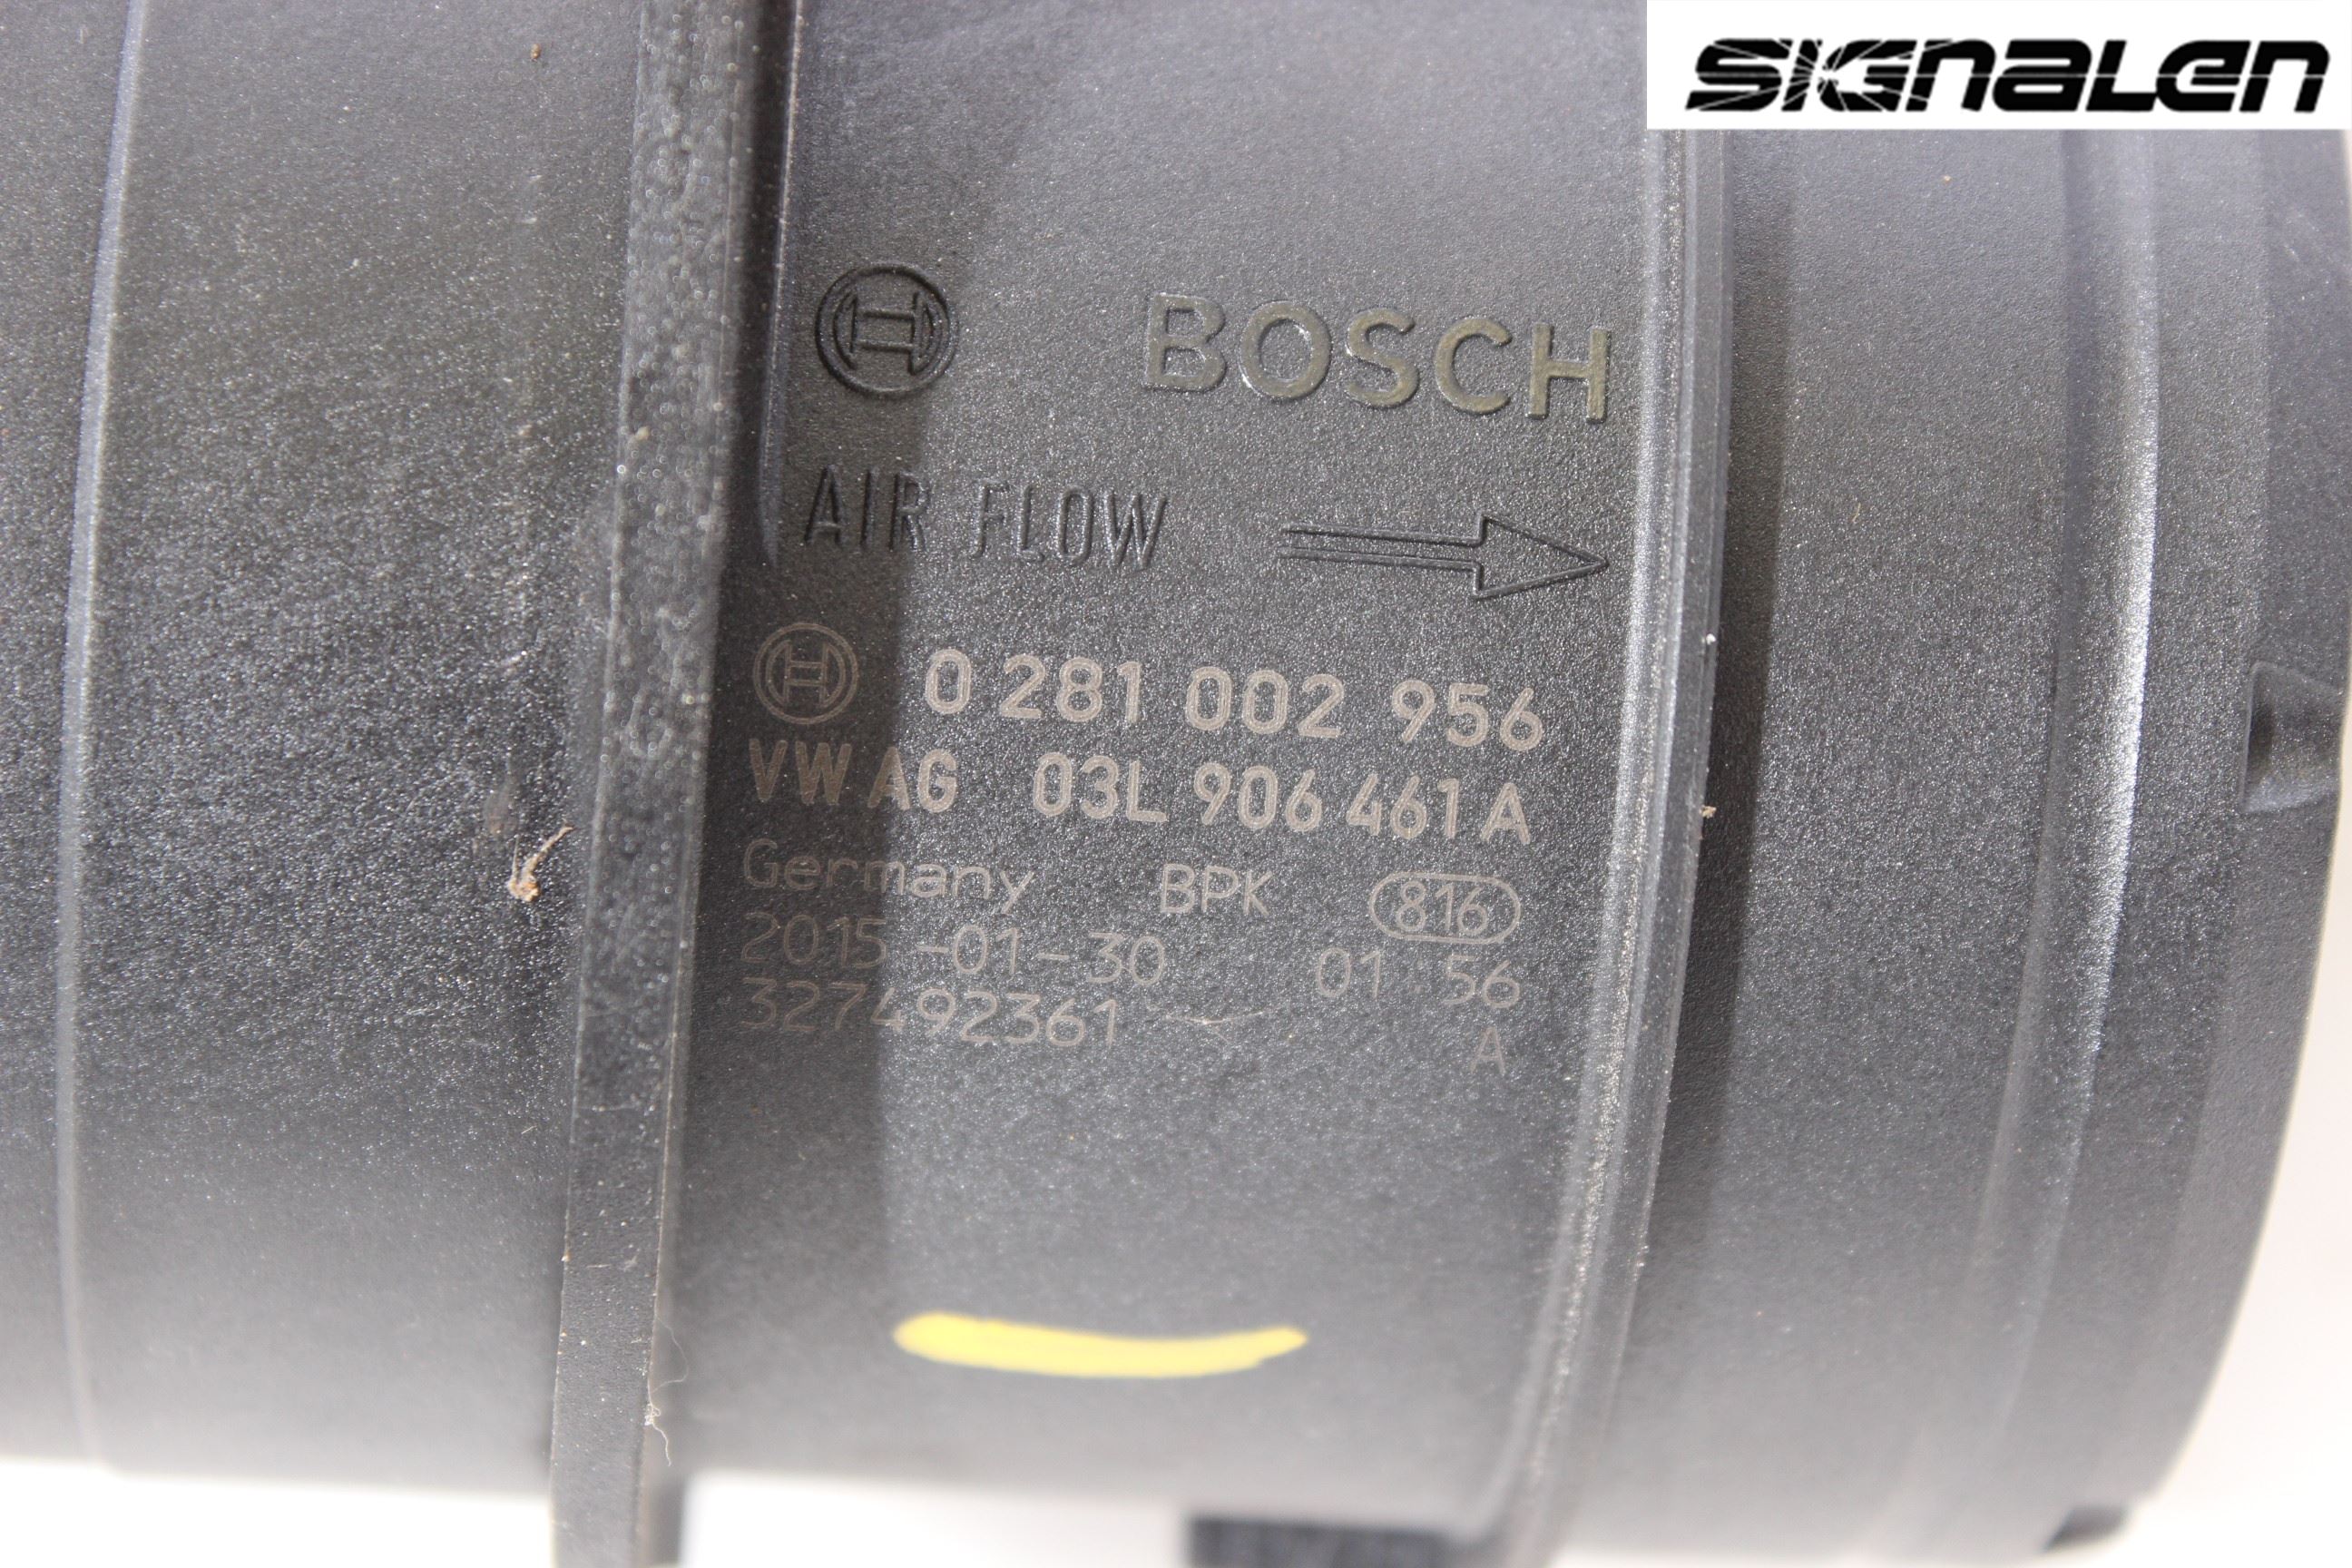 SIGNALEN
BOSCH
AIR FLOW
0 281 002 956
VW AG 03L 906 461 A
Germany BPK 816
2015-01-30 01 56
327492361 A